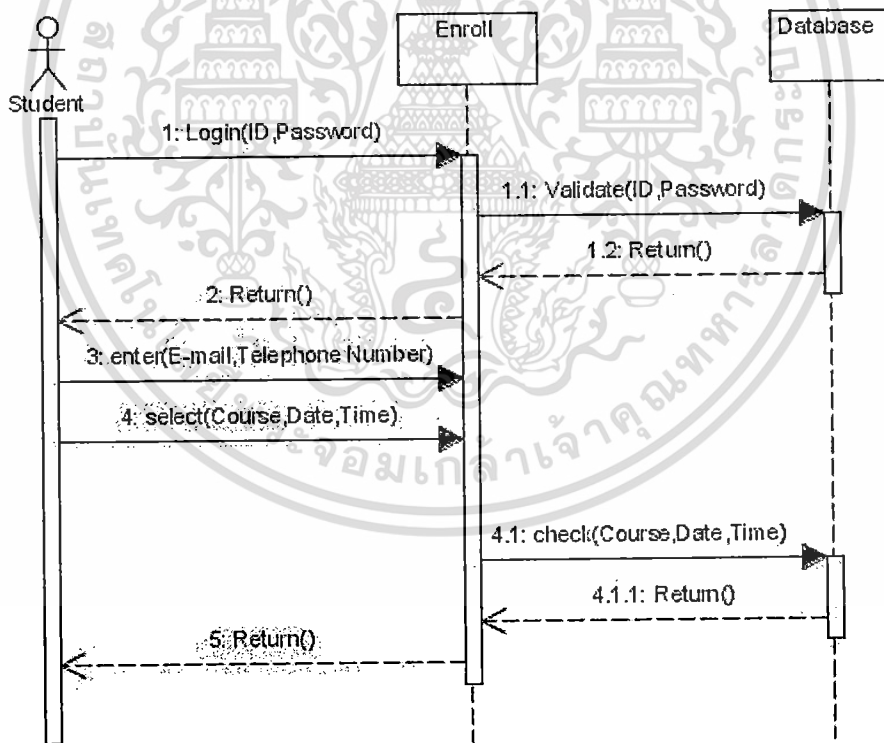 Enroll
Database
Student
1: Login(ID,Password)
1.1: Validate(ID,Password)
1.2: Return()
2: Return()
3: enter(E-mail,Telephone Number)
4: select(Course,Date,Time)
4.1: check(Course,Date,Time)
4.1.1: Return()
5: Return()